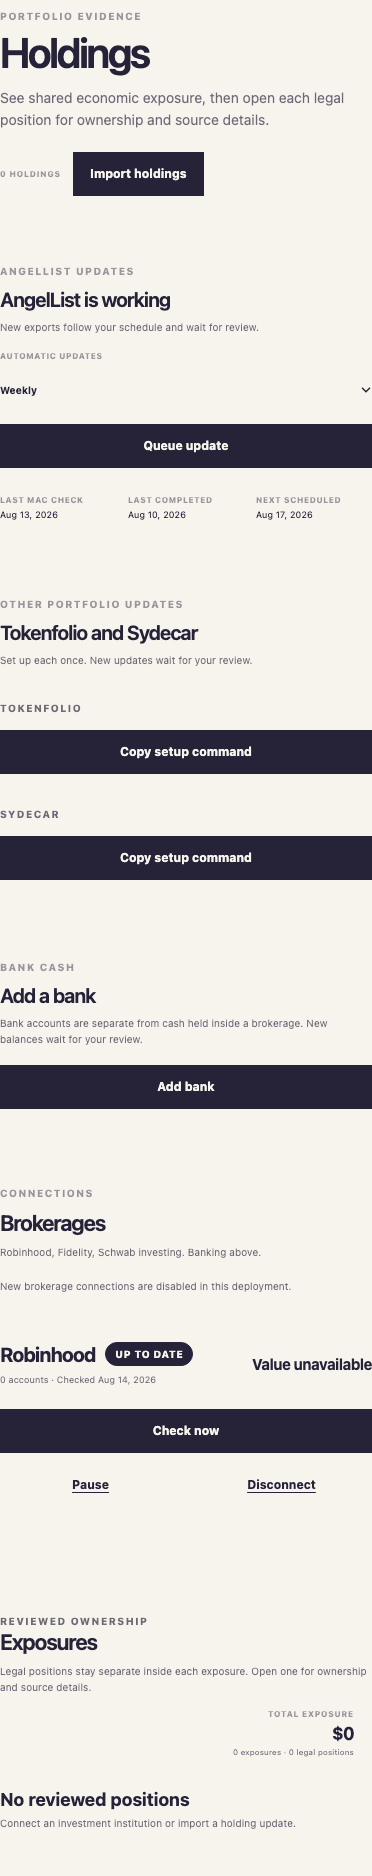 PORTFOLIO EVIDENCE
Holdings
See shared economic exposure, then open each legal
position for ownership and source details.
0 HOLDINGS
Import holdings
ANGELLIST UPDATES
AngelList is working
New exports follow your schedule and wait for review.
AUTOMATIC UPDATES
Weekly
Queue update
LAST MAC CHECK
Aug 13, 2026
LAST COMPLETED
Aug 10, 2026
NEXT SCHEDULED
Aug 17, 2026
OTHER PORTFOLIO UPDATES
Tokenfolio and Sydecar
Set up each once. New updates wait for your review.
TOKENFOLIO
Copy setup command
SYDECAR
Copy setup command
BANK CASH
Add a bank
Bank accounts are separate from cash held inside a brokerage. New
balances wait for your review.
Add bank
CONNECTIONS
Brokerages
Robinhood, Fidelity, Schwab investing. Banking above.
New brokerage connections are disabled in this deployment.
Robinhood
UP TO DATE
Value unavailable
0 accounts · Checked Aug 14, 2026
Check now
Pause
Disconnect
REVIEWED OWNERSHIP
Exposures
Legal positions stay separate inside each exposure. Open one for ownership
and source details.
TOTAL EXPOSURE
$0
0 exposures · 0 legal positions
No reviewed positions
Connect an investment institution or import a holding update.